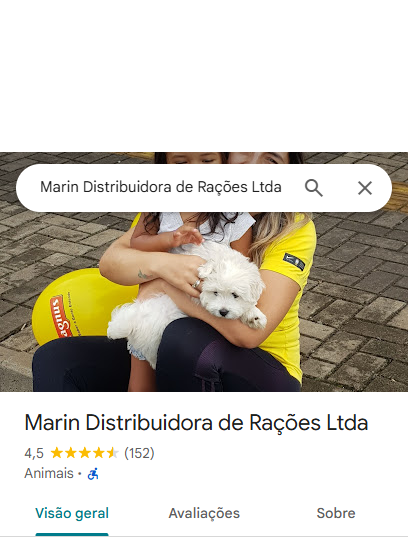 Marin Distribuidora de Rações Ltda
Magnus
Marin Distribuidora de Rações Ltda
4,5 (152)
Animais ·
Visão geral Avaliações Sobre